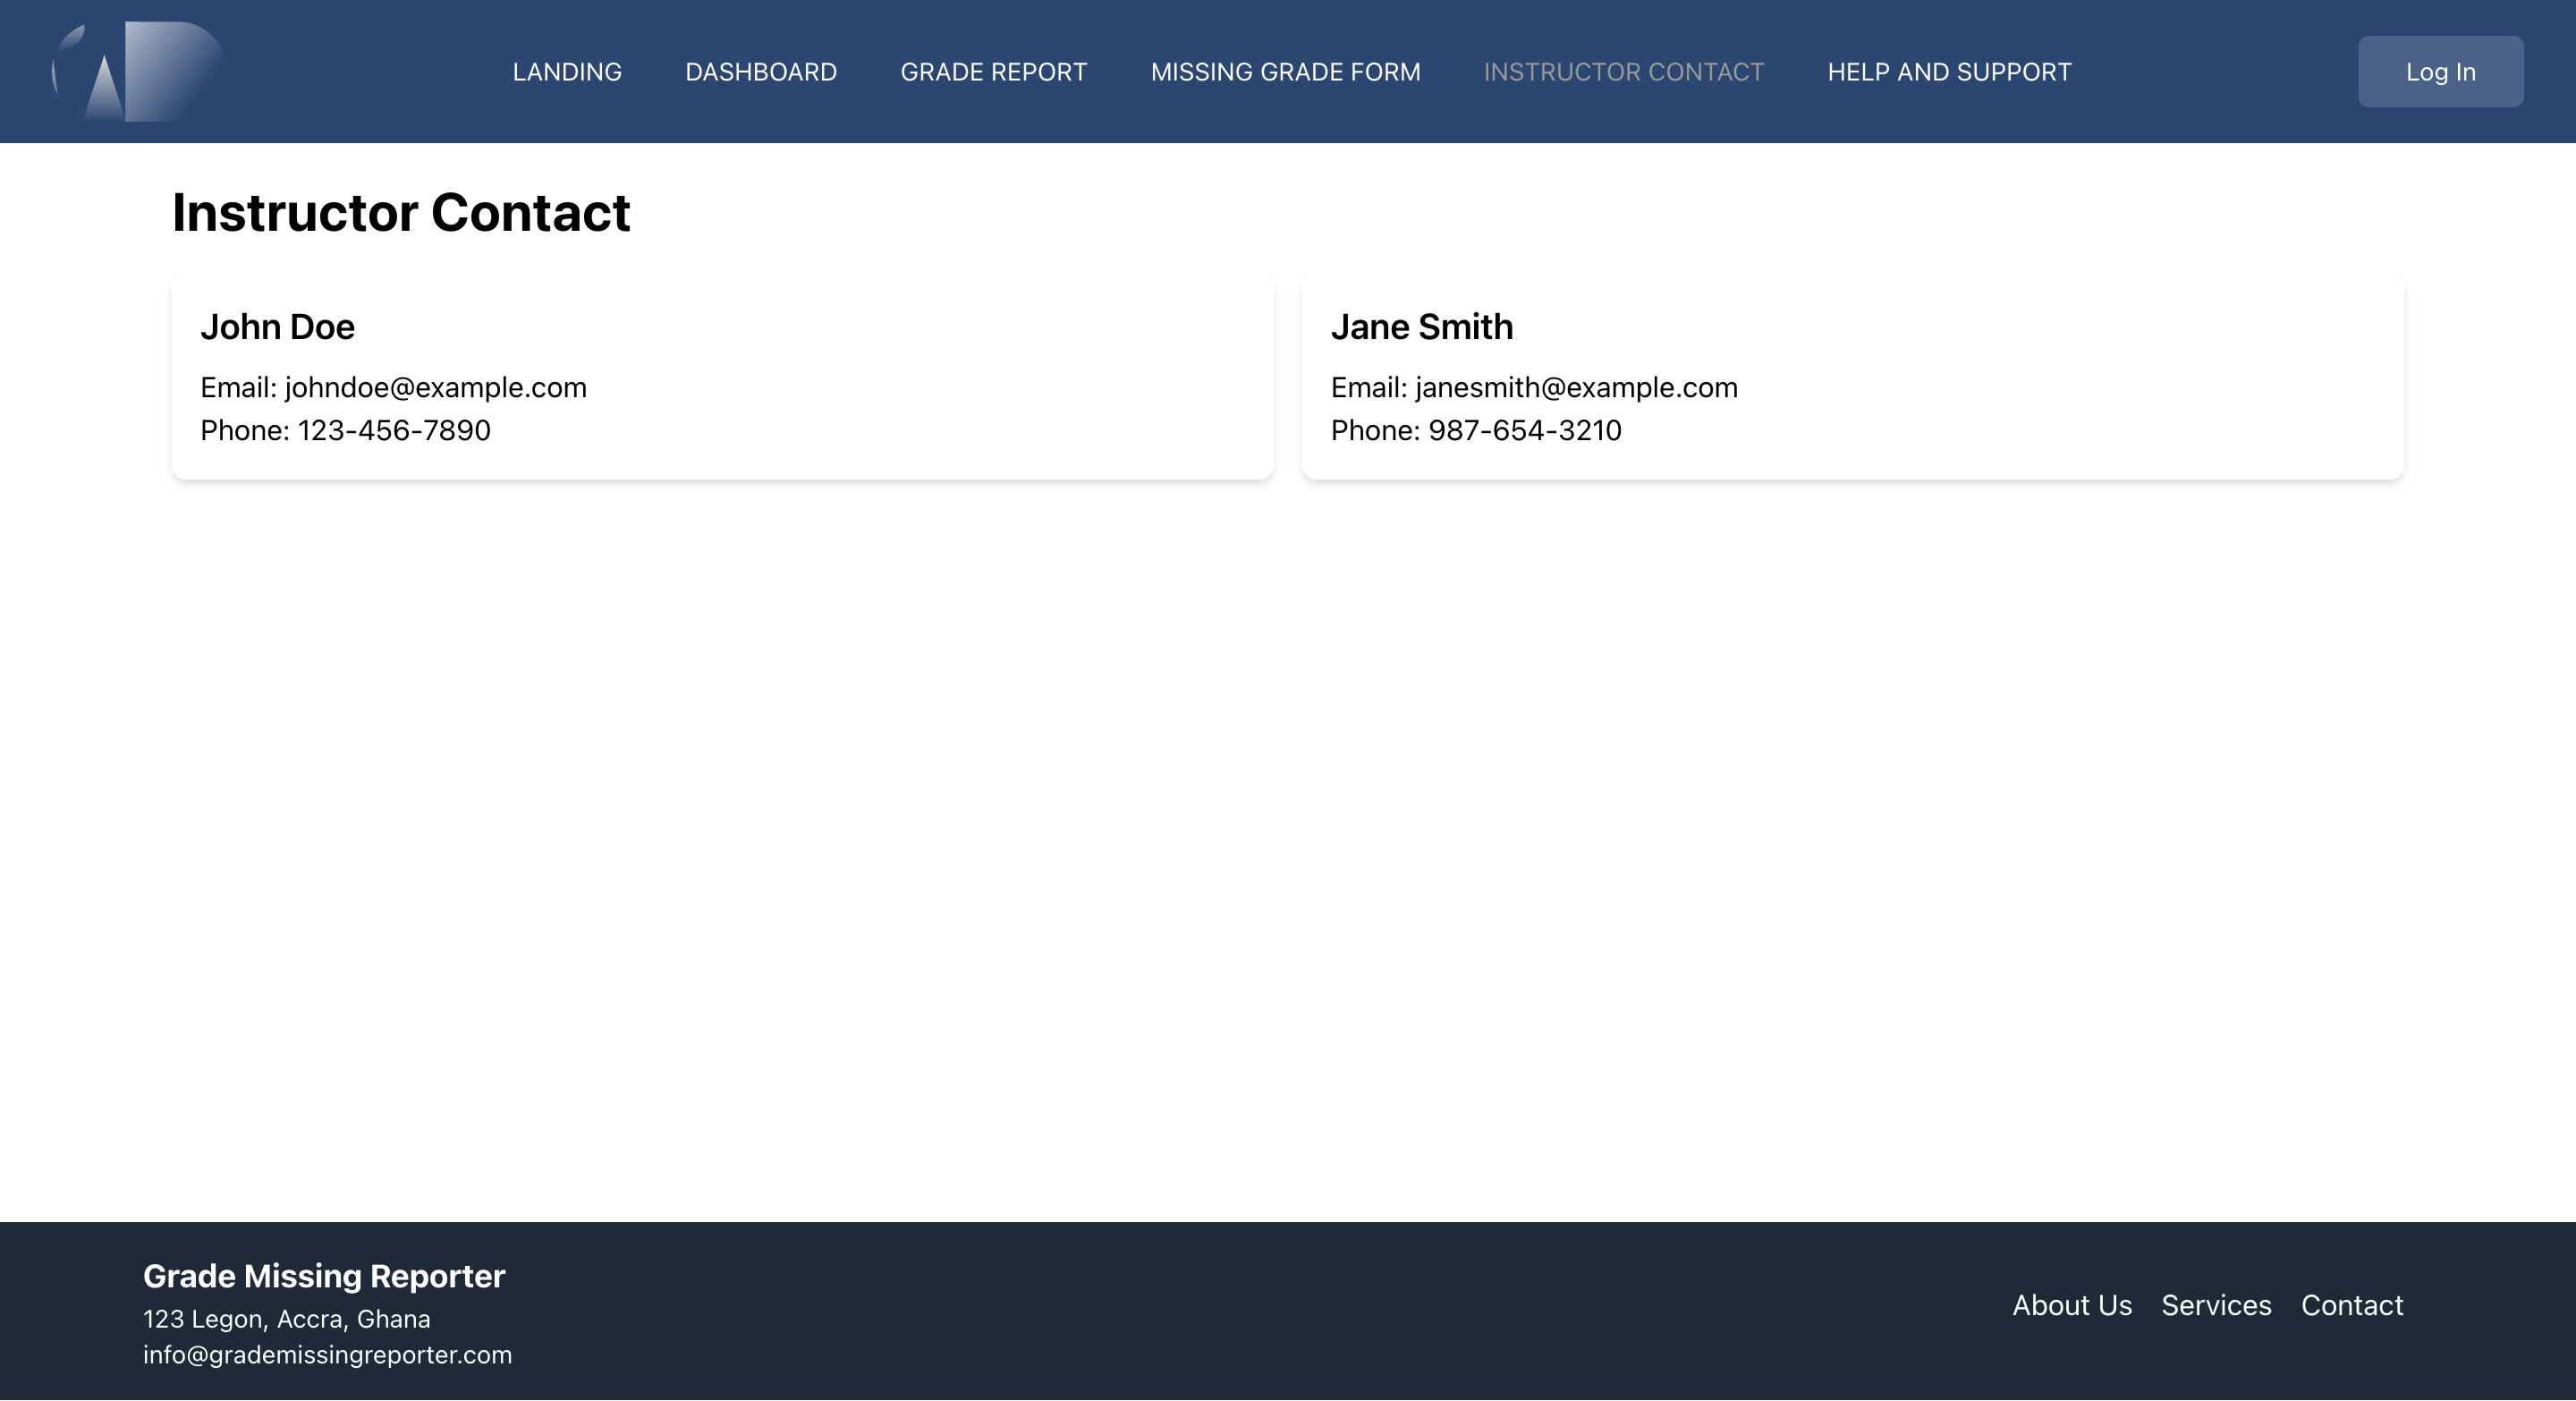 LANDING DASHBOARD GRADE REPORT MISSING GRADE FORM INSTRUCTOR CONTACT HELP AND SUPPORT Log In
Instructor Contact
John Doe
Email: johndoe@example.com
Phone: 123-456-7890
Jane Smith
Email: janesmith@example.com
Phone: 987-654-3210
Grade Missing Reporter
123 Legon, Accra, Ghana
info@grademissingreporter.com
About Us Services Contact